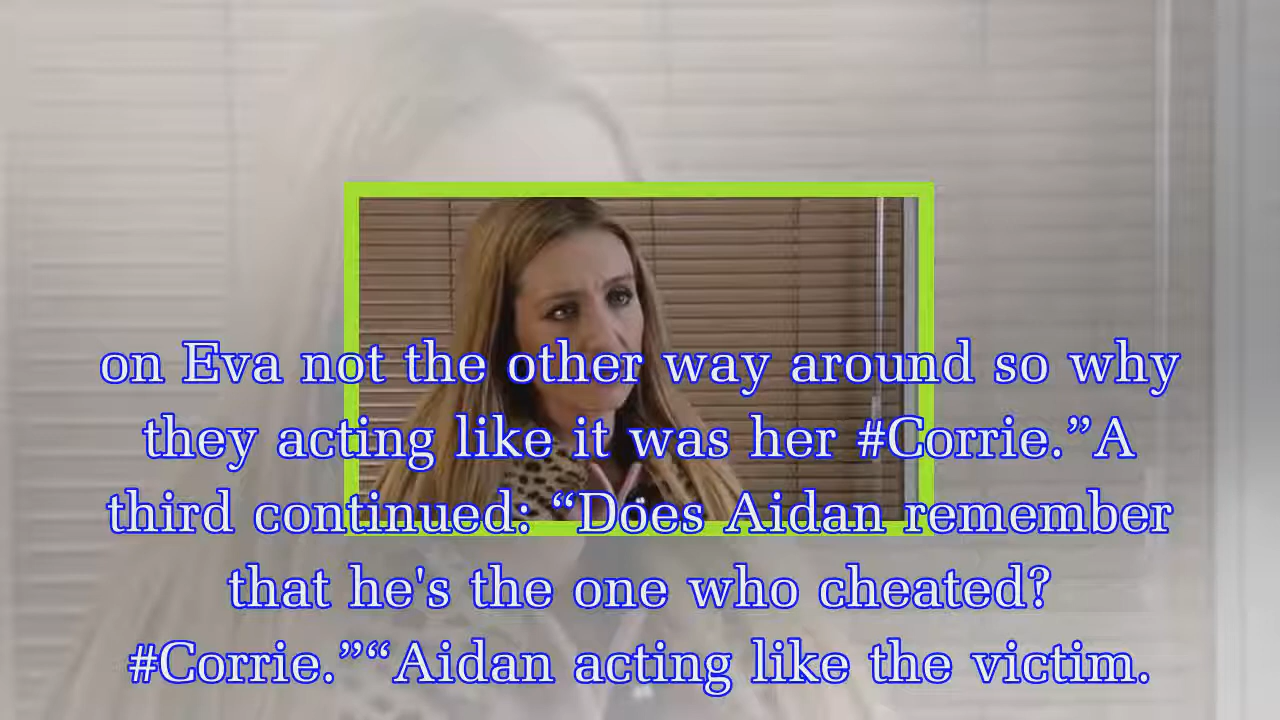 on Eva not the other way around so why
they acting like it was her #Corrie.”A
third continued: “Does Aidan remember
that he's the one who cheated?
#Corrie.”“Aidan acting like the victim.